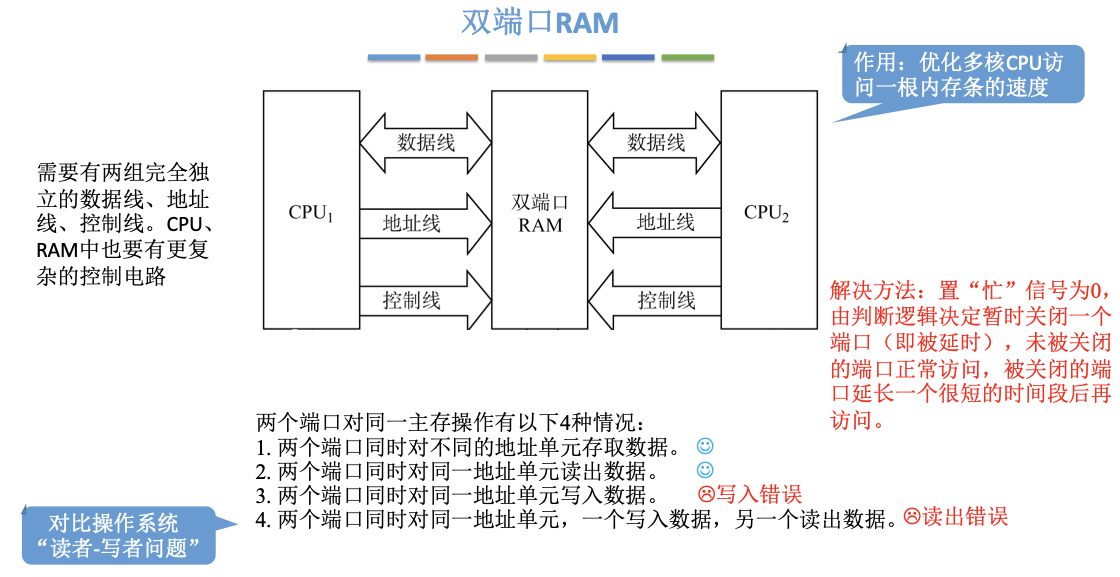 双端口RAM
作用：优化多核CPU访
问一根内存条的速度
需要有两组完全独
立的数据线、地址
线、控制线。CPU、
RAM中也要有更复
杂的控制电路
CPU1
数据线
地址线
控制线
双端口
RAM
数据线
地址线
控制线
CPU2
解决方法：置“忙”信号为0，
由判断逻辑决定暂时关闭一个
端口（即被延时），未被关闭
的端口正常访问，被关闭的端
口延长一个很短的时间段后再
访问。
两个端口对同一主存操作有以下4种情况：
1. 两个端口同时对不同的地址单元存取数据。
2. 两个端口同时对同一地址单元读出数据。
3. 两个端口同时对同一地址单元写入数据。 写入错误
4. 两个端口同时对同一地址单元，一个写入数据，另一个读出数据。 读出错误
对比操作系统
“读者-写者问题”